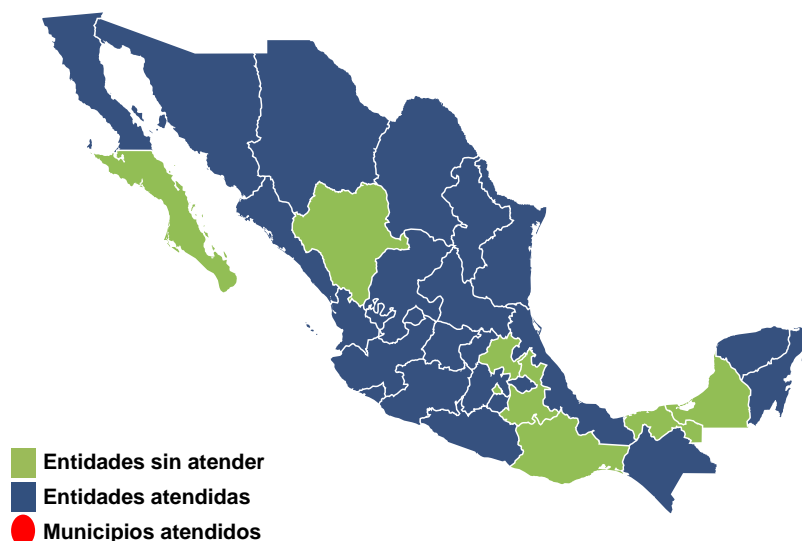 Entidades sin atender
Entidades atendidas
Municipios atendidos